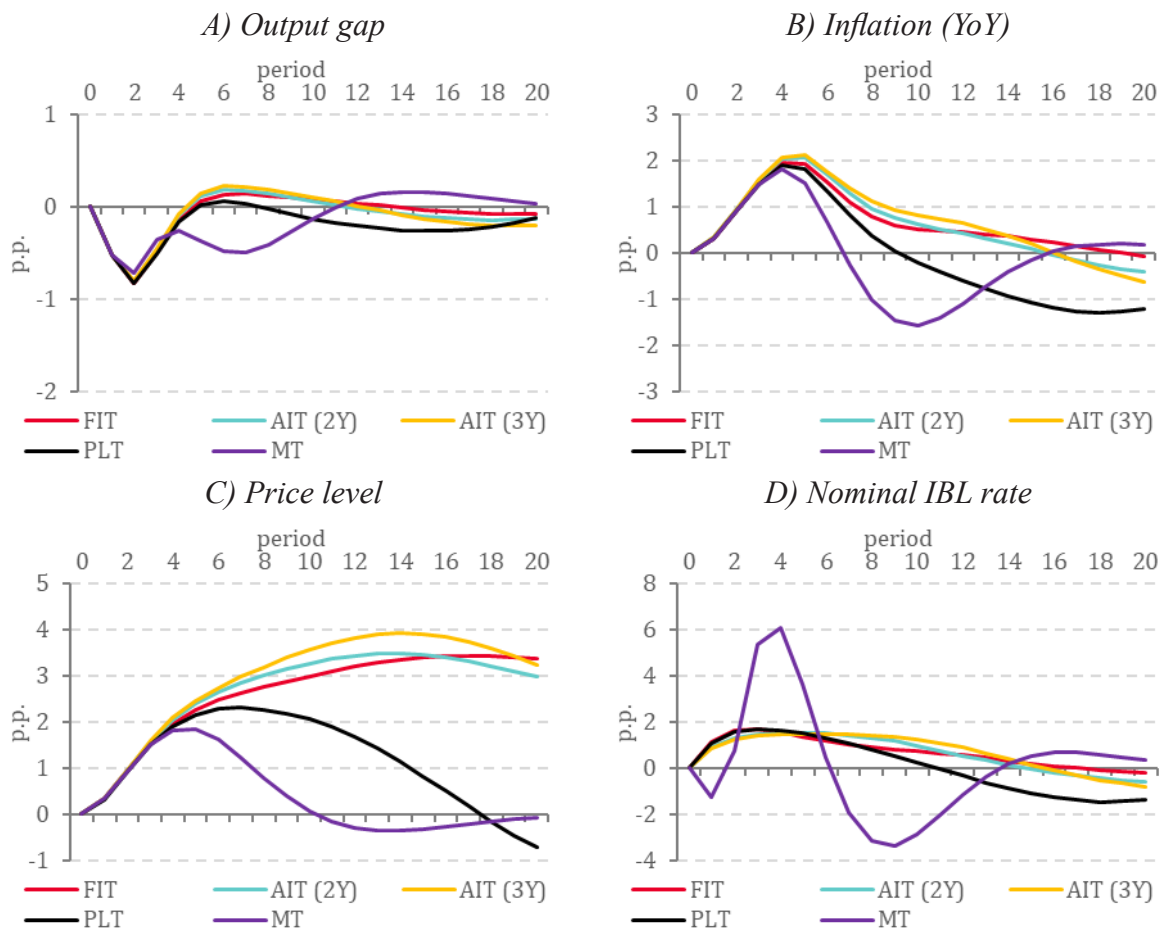 A) Output gap
period
0 2 4 6 8 10 12 14 16 18 20
1
0
-1
-2
p.p.
FIT AIT (2Y) AIT (3Y)
PLT MT
B) Inflation (YoY)
period
0 2 4 6 8 10 12 14 16 18 20
3
2
1
0
-1
-2
-3
p.p.
FIT AIT (2Y) AIT (3Y)
PLT MT
C) Price level
period
0 2 4 6 8 10 12 14 16 18 20
5
4
3
2
1
0
-1
p.p.
FIT AIT (2Y) AIT (3Y)
PLT MT
D) Nominal IBL rate
period
0 2 4 6 8 10 12 14 16 18 20
8
6
4
2
0
-2
-4
p.p.
FIT AIT (2Y) AIT (3Y)
PLT MT